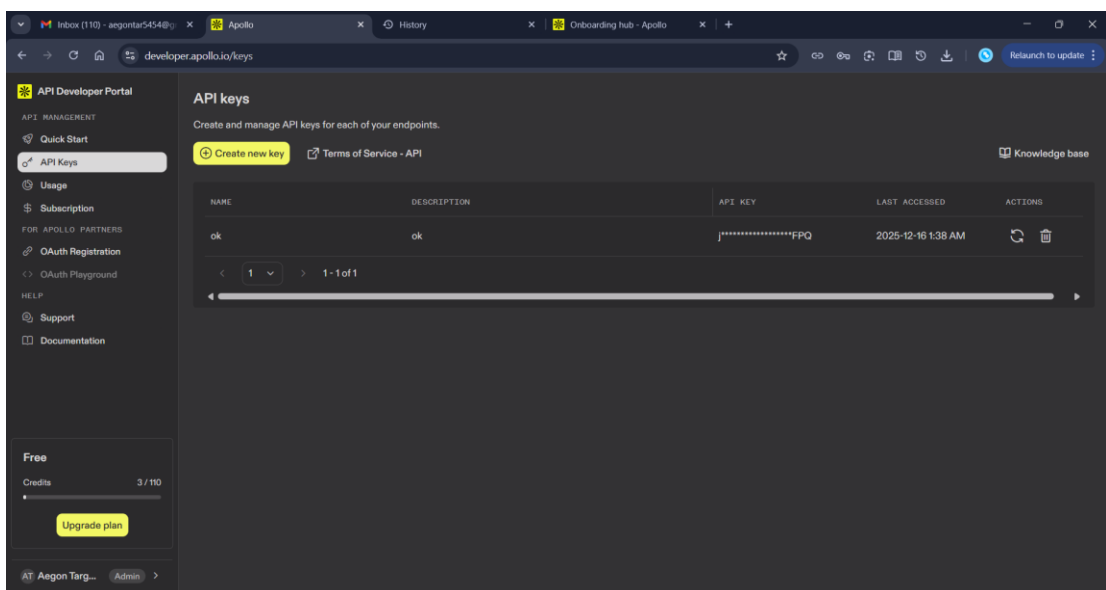 Inbox (110) - aegontar5454@g
Apollo
History
Onboarding hub - Apollo
developer.apollo.io/keys
Relaunch to update
API Developer Portal
API MANAGEMENT
Quick Start
API Keys
Usage
Subscription
FOR APOLLO PARTNERS
OAuth Registration
OAuth Playground
HELP
Support
Documentation
Free
Credits 3 / 110
Upgrade plan
AT Aegon Targ... Admin
API keys
Create and manage API keys for each of your endpoints.
Create new key Terms of Service - API Knowledge base
NAME DESCRIPTION API KEY LAST ACCESSED ACTIONS
ok ok j******************FPQ 2025-12-16 1:38 AM
1 1 - 1 of 1